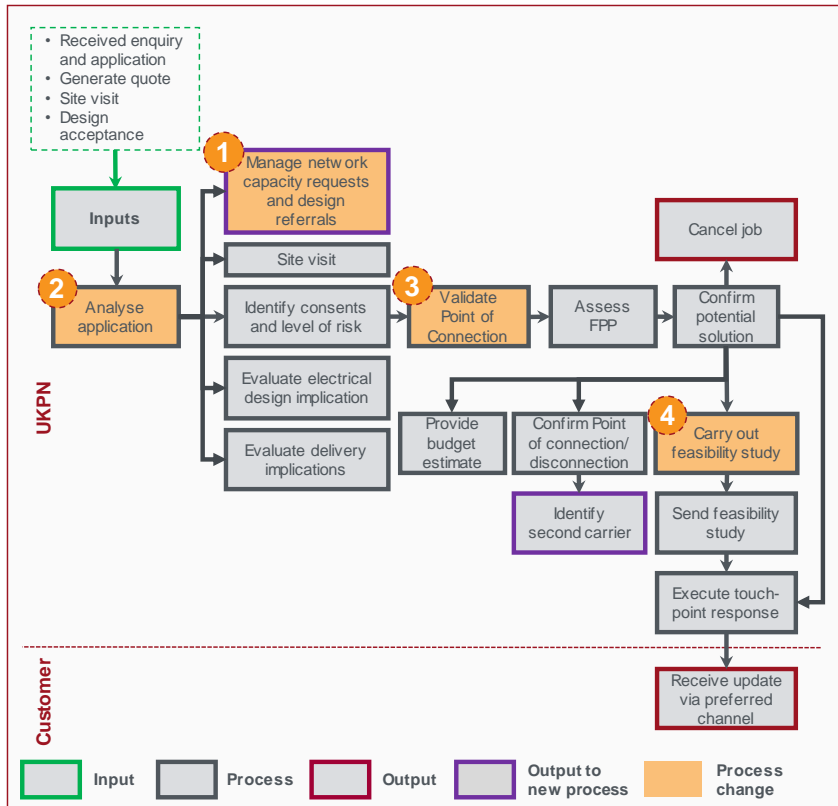 • Received enquiry
and application
• Generate quote
• Site visit
• Design
acceptance
1
Manage network
capacity requests
and design
referrals
Inputs
Cancel job
Site visit
2
Analyse
application
Identify consents
and level of risk
3
Validate
Point of
Connection
Assess
FPP
Confirm
potential
solution
Evaluate electrical
design implication
Provide
budget
estimate
Confirm Point
of connection/
disconnection
4
Carry out
feasibility study
Evaluate delivery
implications
Identify
second carrier
Send feasibility
study
Execute touch-
point response
UKPN
Customer
Receive update
via preferred
channel
Input
Process
Output
Output to
new process
Process
change